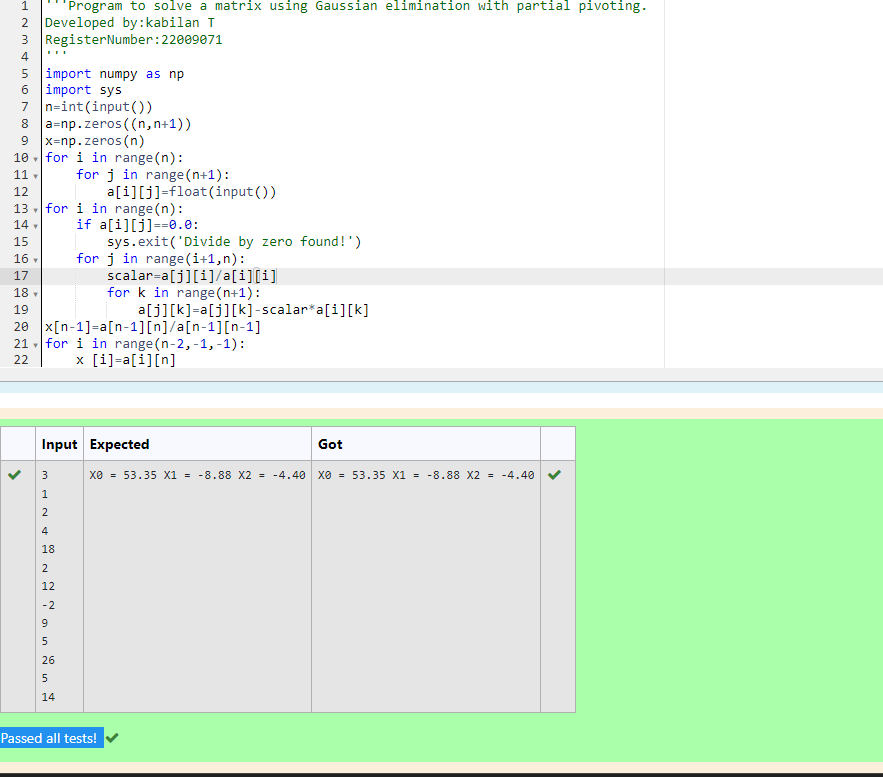 1 '''Program to solve a matrix using Gaussian elimination with partial pivoting.
2 Developed by:kabilan T
3 RegisterNumber:22009071
4 '''
5 import numpy as np
6 import sys
7 n=int(input())
8 a=np.zeros((n,n+1))
9 x=np.zeros(n)
10 for i in range(n):
11     for j in range(n+1):
12         a[i][j]=float(input())
13 for i in range(n):
14     if a[i][j]==0.0:
15         sys.exit('Divide by zero found!')
16     for j in range(i+1,n):
17         scalar=a[j][i]/a[i][i]
18         for k in range(n+1):
19             a[j][k]=a[j][k]-scalar*a[i][k]
20 x[n-1]=a[n-1][n]/a[n-1][n-1]
21 for i in range(n-2,-1,-1):
22     x [i]=a[i][n]
Input Expected Got
3 X0 = 53.35 X1 = -8.88 X2 = -4.40 X0 = 53.35 X1 = -8.88 X2 = -4.40
1
2
4
18
2
12
-2
9
5
26
5
14
Passed all tests!